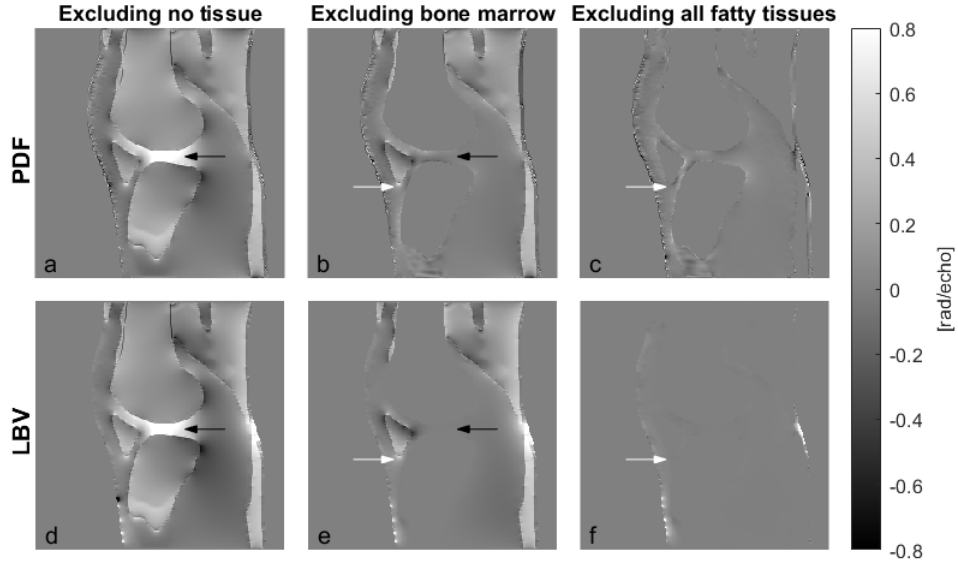 Excluding no tissue
Excluding bone marrow
Excluding all fatty tissues
PDF
LBV
a
b
c
d
e
f
0.8
0.6
0.4
0.2
0
-0.2
-0.4
-0.6
-0.8
[rad/echo]